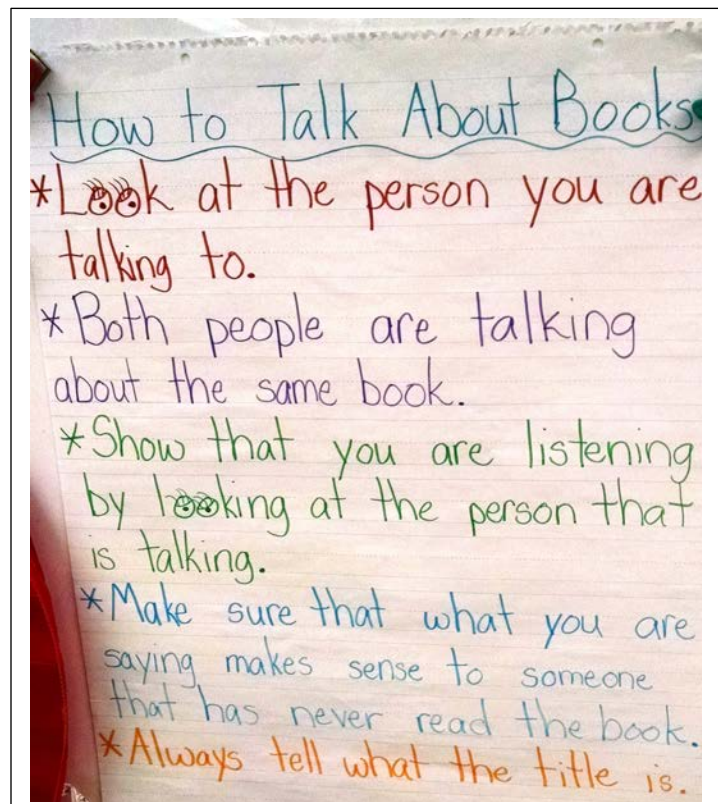 How to Talk About Books
*Look at the person you are
talking to.
*Both people are talking
about the same book.
*Show that you are listening
by looking at the person that
is talking.
*Make sure that what you are
saying makes sense to someone
that has never read the book.
*Always tell what the title is.